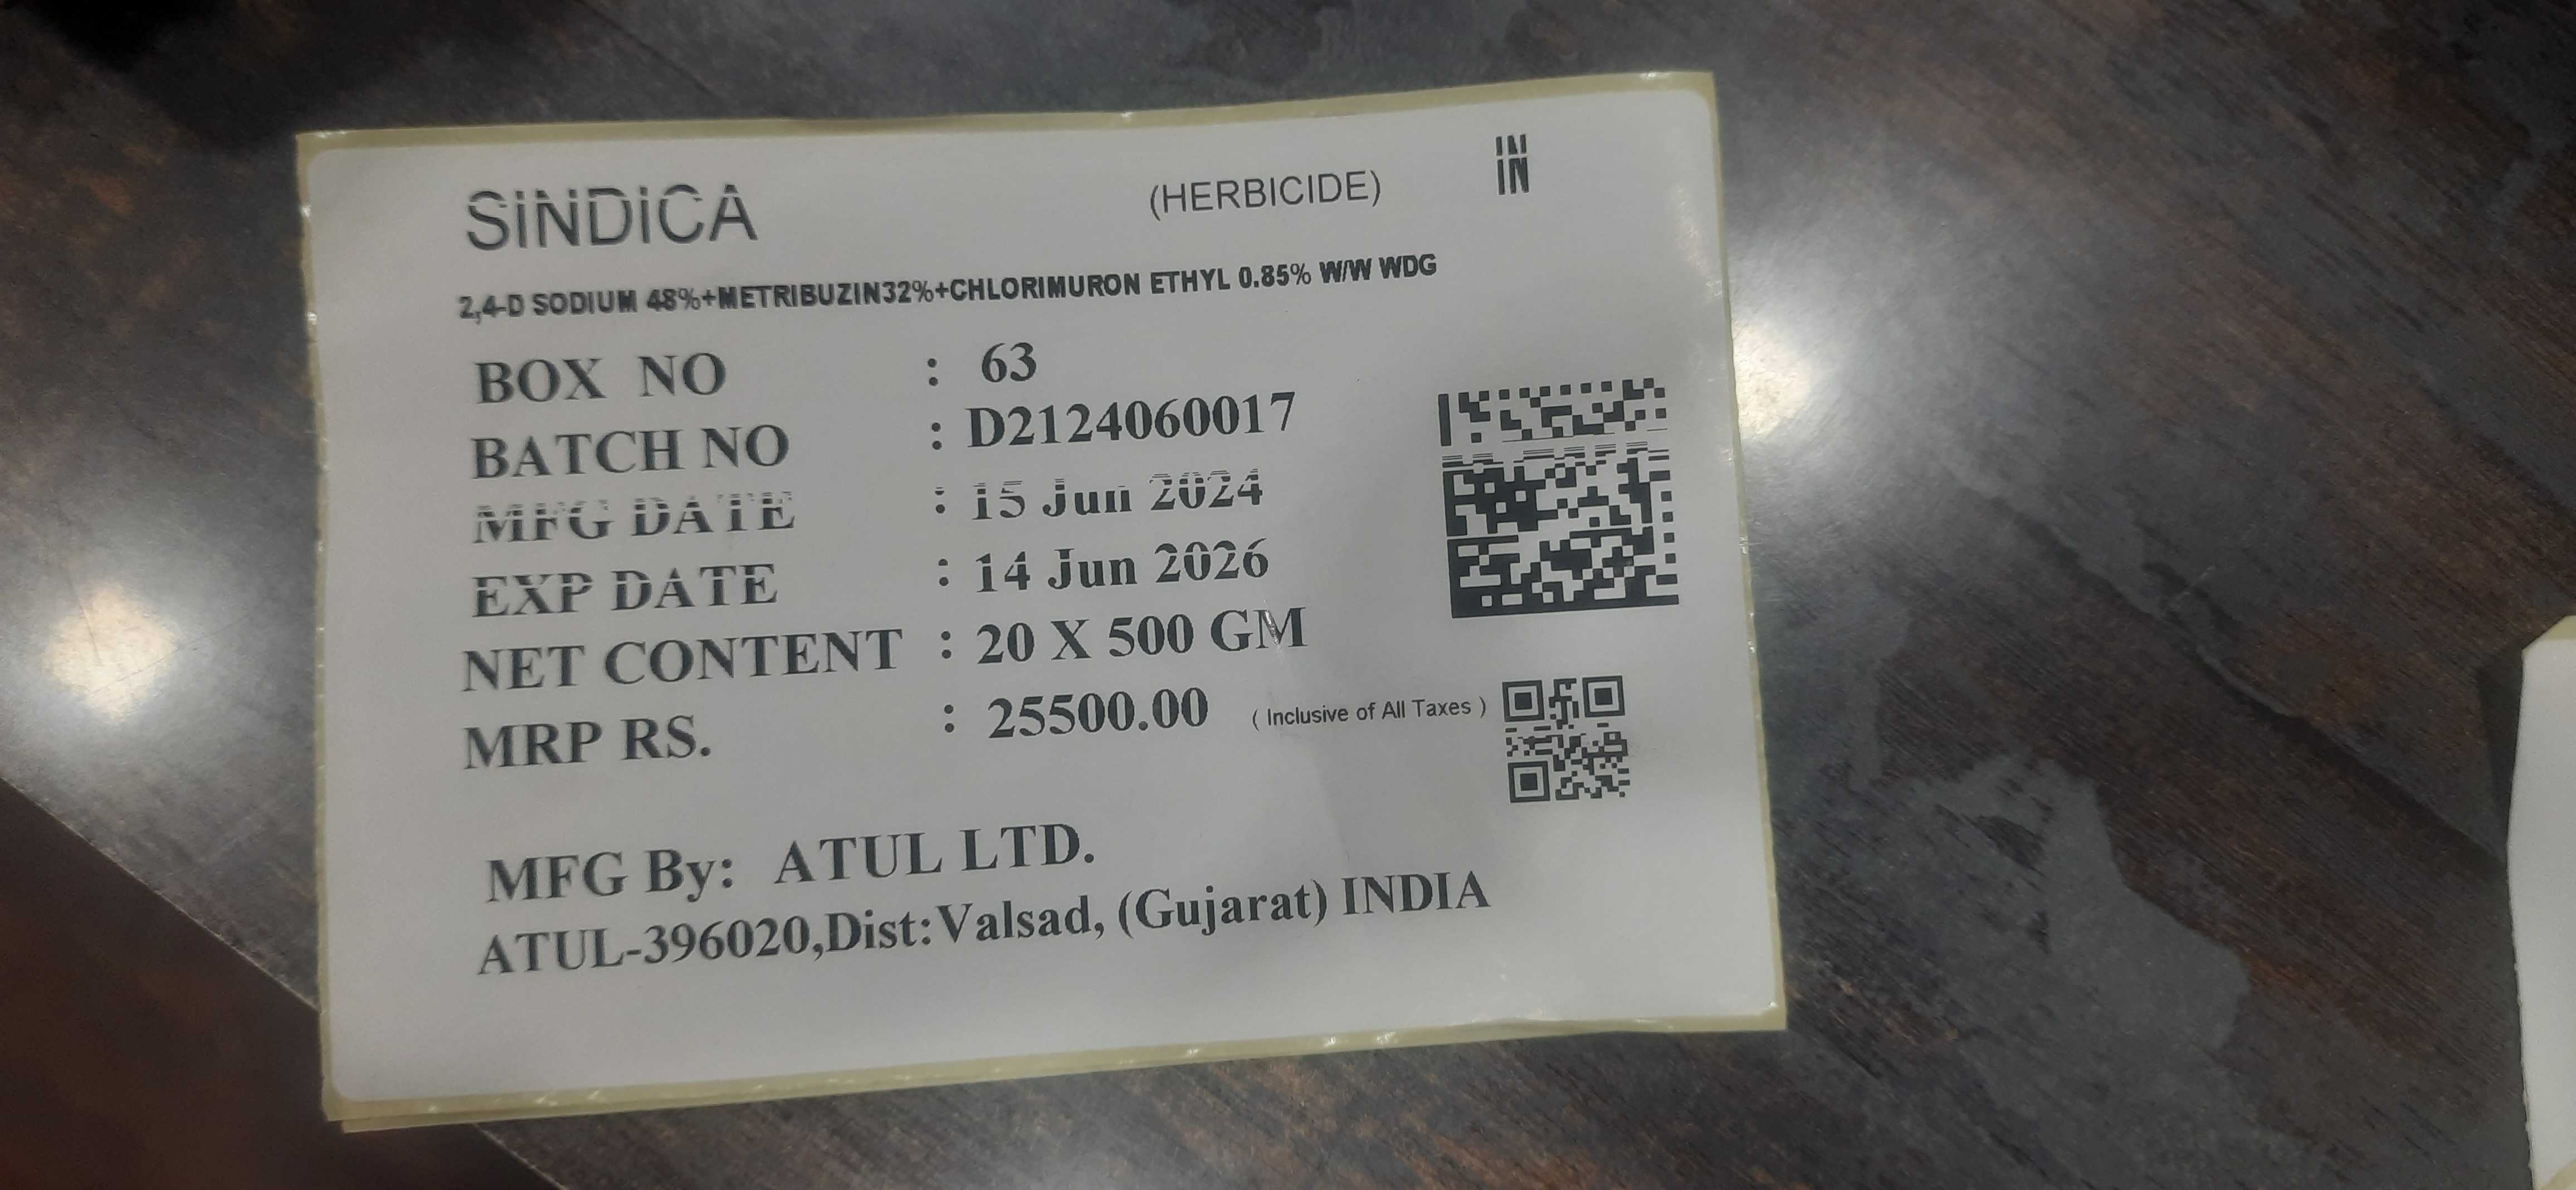 SiNDiCA (HERBICIDE) IN
2,4-D SODIUM 48%+METRIBUZIN32%+CHLORIMURON ETHYL 0.85% W/W WDG
BOX NO : 63
BATCH NO : D2124060017
MFG DATE : 15 Jun 2024
EXP DATE : 14 Jun 2026
NET CONTENT : 20 X 500 GM
MRP RS. : 25500.00 ( Inclusive of All Taxes )
MFG By: ATUL LTD.
ATUL-396020,Dist:Valsad, (Gujarat) INDIA